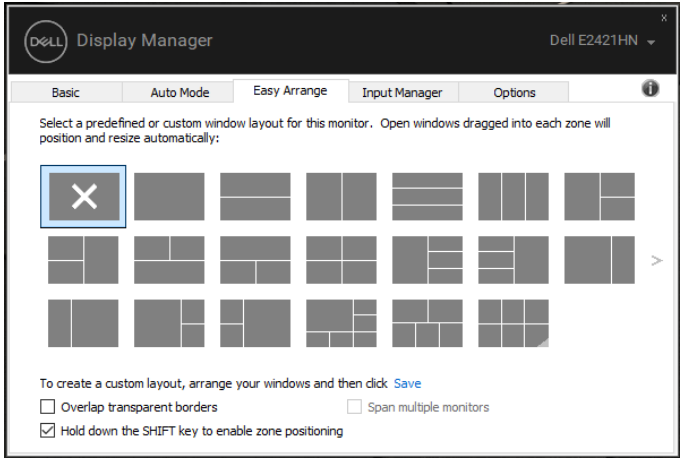 x
DELL Display Manager Dell E2421HN
Basic Auto Mode Easy Arrange Input Manager Options i
Select a predefined or custom window layout for this monitor. Open windows dragged into each zone will
position and resize automatically:
To create a custom layout, arrange your windows and then click Save
Overlap transparent borders Span multiple monitors
Hold down the SHIFT key to enable zone positioning